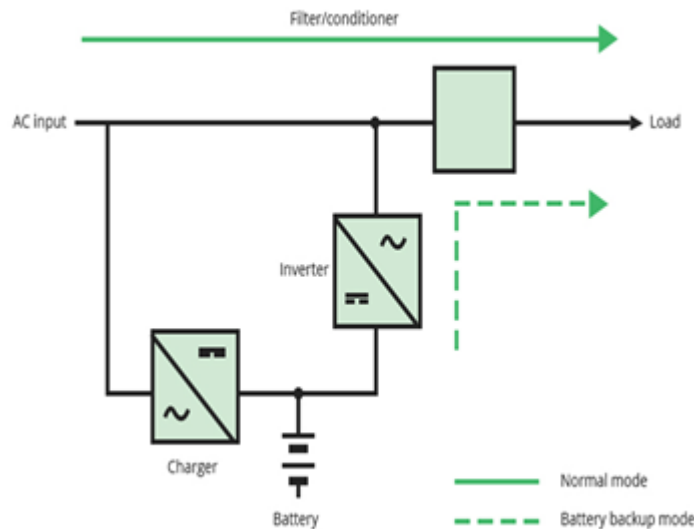 Filter/conditioner
AC input
Load
Inverter
Charger
Battery
Normal mode
Battery backup mode